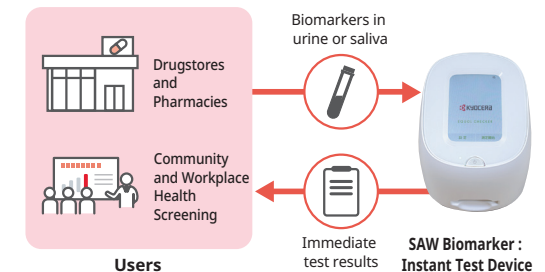 Biomarkers in
urine or saliva
Drugstores
and
Pharmacies
KYOCERA
Community
and Workplace
Health
Screening
Immediate
test results
Users
SAW Biomarker :
Instant Test Device